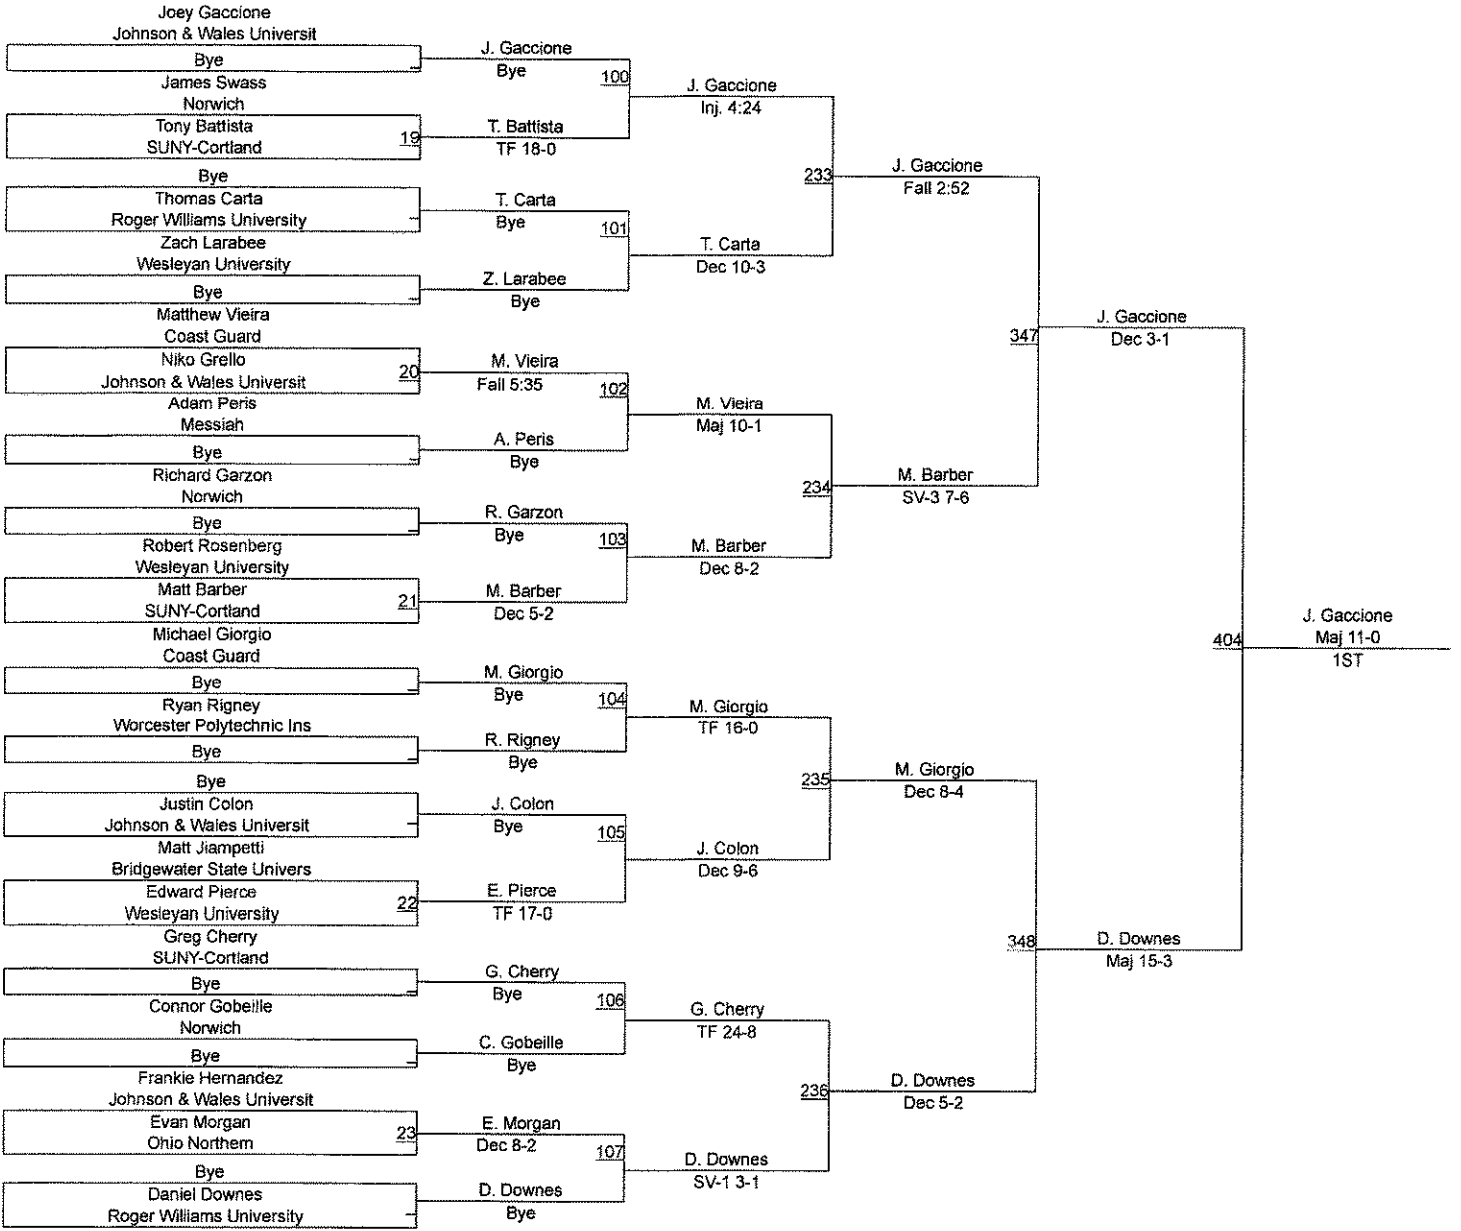 Joey Gaccione
Johnson & Wales Universit
Bye
James Swass
Norwich
Tony Battista
SUNY-Cortland
19
Bye
Thomas Carta
Roger Williams University
Zach Larabee
Wesleyan University
Bye
Matthew Vieira
Coast Guard
Niko Grello
Johnson & Wales Universit
20
Adam Peris
Messiah
Bye
Richard Garzon
Norwich
Bye
Robert Rosenberg
Wesleyan University
Matt Barber
SUNY-Cortland
21
Michael Giorgio
Coast Guard
Bye
Ryan Rigney
Worcester Polytechnic Ins
Bye
Bye
Justin Colon
Johnson & Wales Universit
Matt Jiampetti
Bridgewater State Univers
Edward Pierce
Wesleyan University
22
Greg Cherry
SUNY-Cortland
Bye
Connor Gobeille
Norwich
Bye
Frankie Hernandez
Johnson & Wales Universit
Evan Morgan
Ohio Northern
23
Bye
Daniel Downes
Roger Williams University
J. Gaccione
Bye
100
T. Battista
TF 18-0
T. Carta
Bye
101
Z. Larabee
Bye
M. Vieira
Fall 5:35
102
A. Peris
Bye
R. Garzon
Bye
103
M. Barber
Dec 5-2
M. Giorgio
Bye
104
R. Rigney
Bye
J. Colon
Bye
105
E. Pierce
TF 17-0
G. Cherry
Bye
106
C. Gobeille
Bye
E. Morgan
Dec 8-2
107
D. Downes
Bye
J. Gaccione
Inj. 4:24
233
T. Carta
Dec 10-3
M. Vieira
Maj 10-1
234
M. Barber
Dec 8-2
M. Giorgio
TF 16-0
235
J. Colon
Dec 9-6
G. Cherry
TF 24-8
236
D. Downes
SV-1 3-1
J. Gaccione
Fall 2:52
347
M. Barber
SV-3 7-6
M. Giorgio
Dec 8-4
348
D. Downes
Dec 5-2
J. Gaccione
Dec 3-1
404
D. Downes
Maj 15-3
J. Gaccione
Maj 11-0
1ST